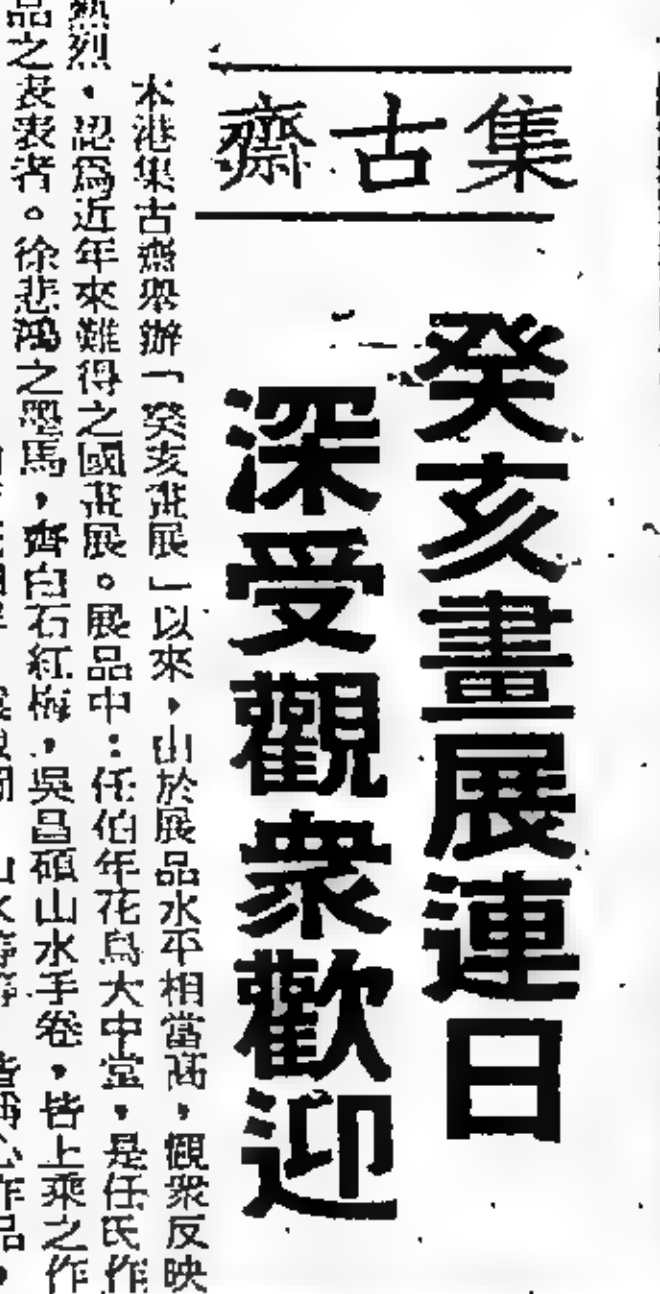 集古齋
癸亥畫展連日
深受觀衆歡迎
本港集古齋舉辦「癸亥畫展」以來，由於展品水平相當高，觀衆反映
熱烈，認爲近年來難得之國畫展。展品中：任伯年花鳥大中堂，是任氏作
品之表表者。徐悲鴻之墨馬，齊白石紅梅，吳昌碩山水手卷，皆上乘之作